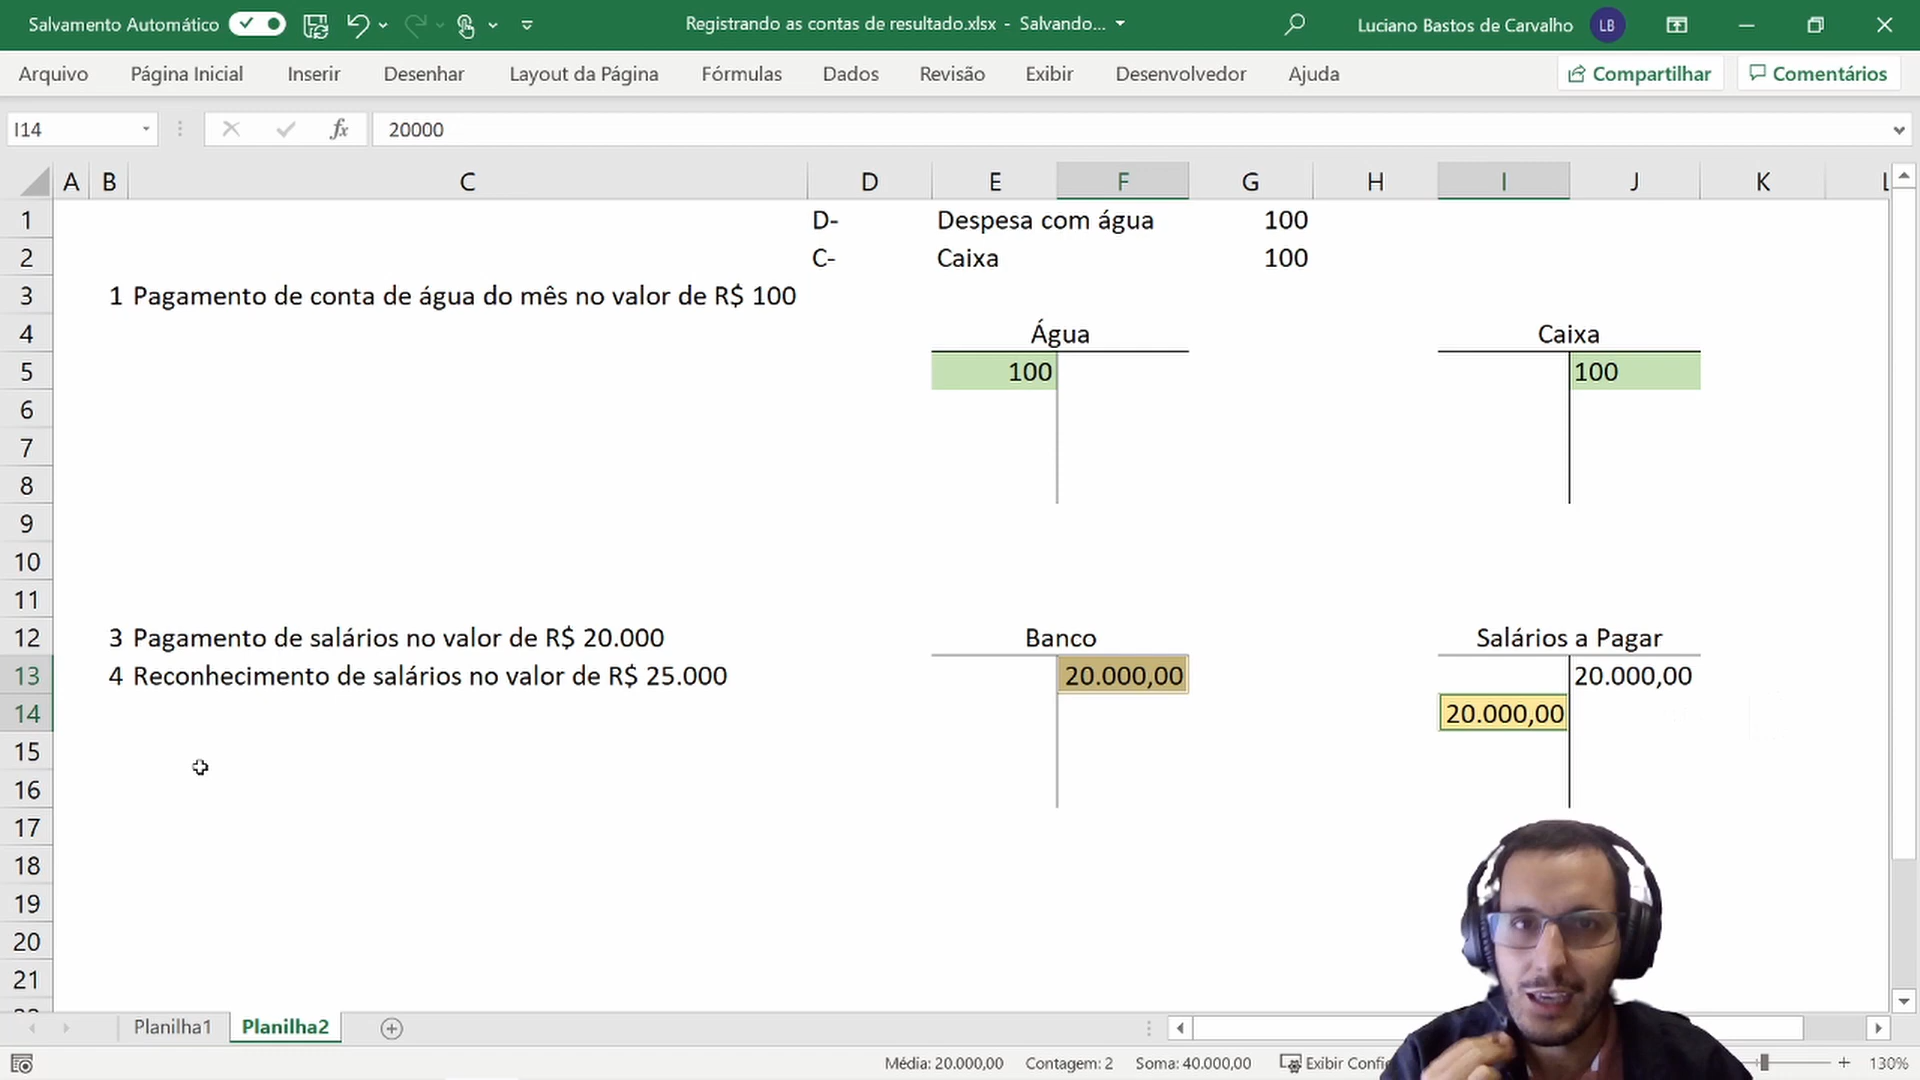 Salvamento Automático
Registrando as contas de resultado.xlsx - Salvando...
Luciano Bastos de Carvalho
LB
Arquivo
Página Inicial
Inserir
Desenhar
Layout da Página
Fórmulas
Dados
Revisão
Exibir
Desenvolvedor
Ajuda
Compartilhar
Comentários
I14
fx
20000
A B C D E F G H I J K L
1 D- Despesa com água 100
2 C- Caixa 100
3 1 Pagamento de conta de água do mês no valor de R$ 100
4 Água Caixa
5 100 100
6
7
8
9
10
11
12 3 Pagamento de salários no valor de R$ 20.000 Banco Salários a Pagar
13 4 Reconhecimento de salários no valor de R$ 25.000 20.000,00 20.000,00
14 20.000,00
15
16
17
18
19
20
21
Planilha1
Planilha2
Média: 20.000,00
Contagem: 2
Soma: 40.000,00
Exibir
130%